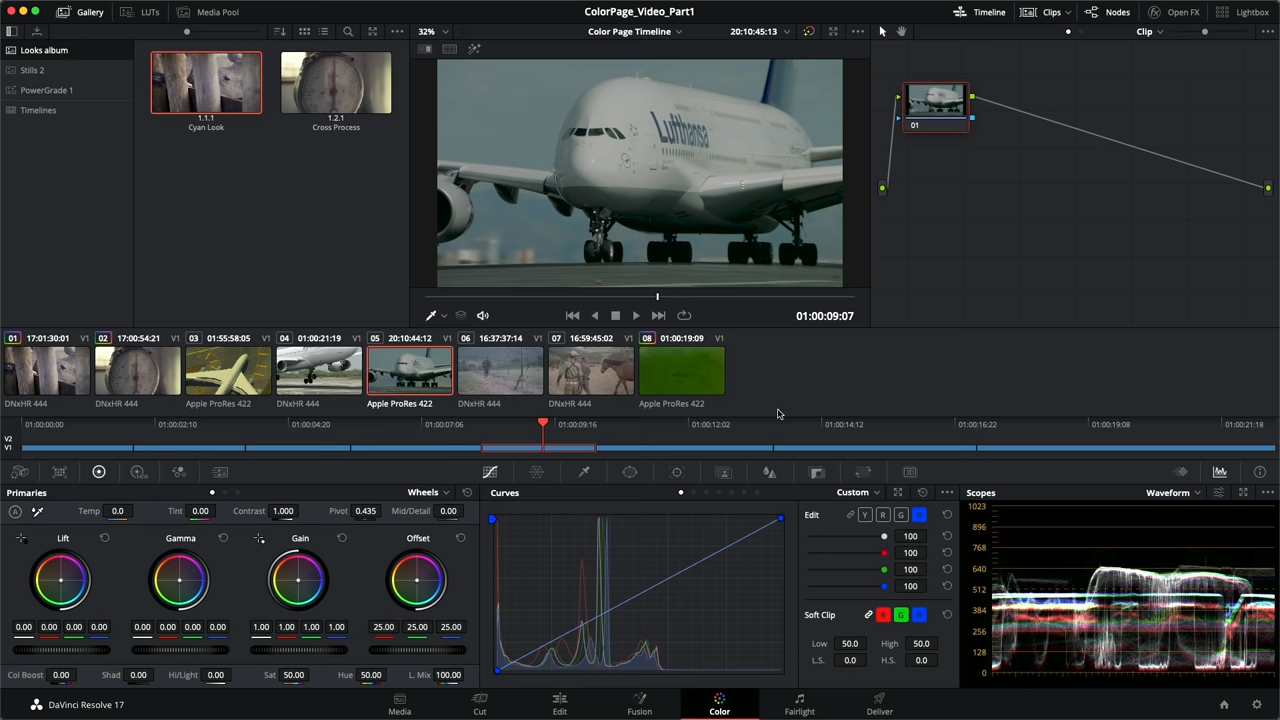 ColorPage_Video_Part1
Gallery LUTs Media Pool Timeline Clips Nodes Open FX Lightbox
32% Color Page Timeline 20:10:45:13 Clip
Looks album
Stills 2
PowerGrade 1
Timelines
1.1.1 1.2.1
Cyan Look Cross Process
Lufthansa
01
01:00:09:07
01 17:01:30:01 V1 02 17:00:54:21 V1 03 01:55:58:05 V1 04 01:00:21:19 V1 05 20:10:44:12 V1 06 16:37:37:14 V1 07 16:59:45:02 V1 08 01:00:19:09 V1
DNxHR 444 DNxHR 444 Apple ProRes 422 DNxHR 444 Apple ProRes 422 DNxHR 444 DNxHR 444 Apple ProRes 422
01:00:00:00 01:00:02:10 01:00:04:20 01:00:07:06 01:00:09:16 01:00:12:02 01:00:14:12 01:00:16:22 01:00:19:08 01:00:21:18
V2
V1
Primaries Wheels Curves Custom Scopes Waveform
Temp 0.0 Tint 0.00 Contrast 1.000 Pivot 0.435 Mid/Detail 0.00
Lift Gamma Gain Offset
0.00 0.00 0.00 0.00 0.00 0.00 0.00 0.00 1.00 1.00 1.00 1.00 25.00 25.00 25.00
Col Boost 0.00 Shad 0.00 Hi/Light 0.00 Sat 50.00 Hue 50.00 L. Mix 100.00
Edit Y R G B
100
100
100
100
Soft Clip R G B
Low 50.0 High 50.0
L.S. 0.0 H.S. 0.0
1023
896
768
640
512
384
256
128
0
DaVinci Resolve 17 Media Cut Edit Fusion Color Fairlight Deliver